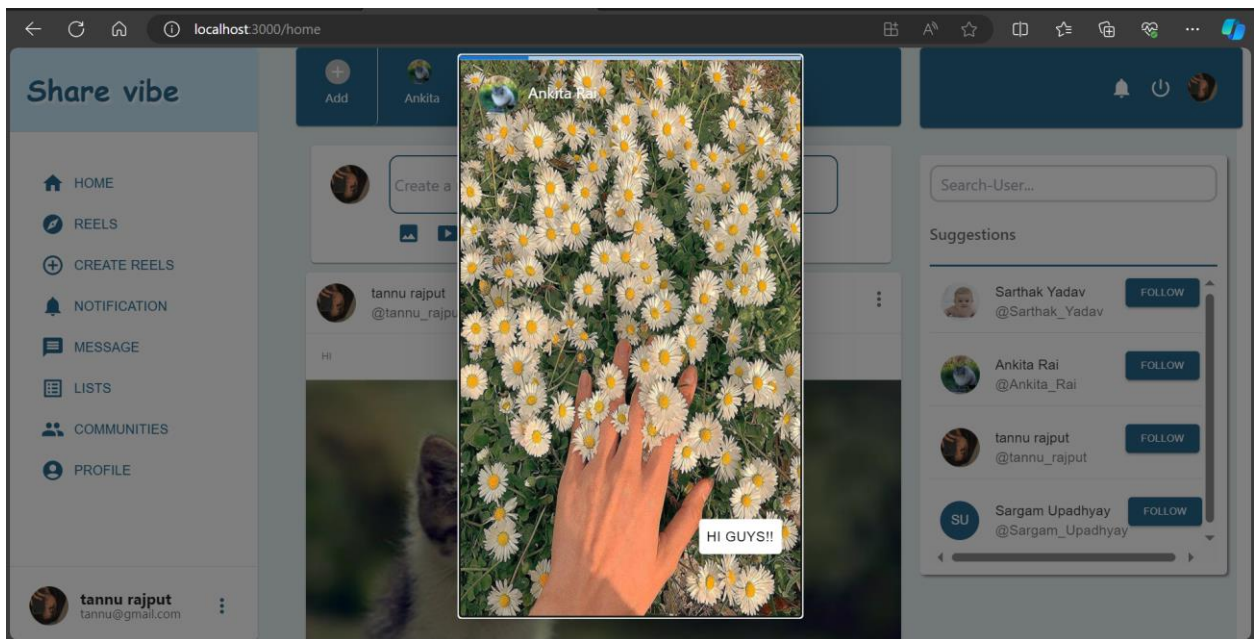 localhost:3000/home
Share vibe
Add
Ankita
Ankita Rai
HOME
REELS
CREATE REELS
NOTIFICATION
MESSAGE
LISTS
COMMUNITIES
PROFILE
tannu rajput
tannu@gmail.com
Create a
tannu rajput
@tannu_rajpu
HI
HI GUYS!!
Search-User...
Suggestions
Sarthak Yadav
@Sarthak_Yadav
FOLLOW
Ankita Rai
@Ankita_Rai
FOLLOW
tannu rajput
@tannu_rajput
FOLLOW
SU
Sargam Upadhyay
@Sargam_Upadhyay
FOLLOW